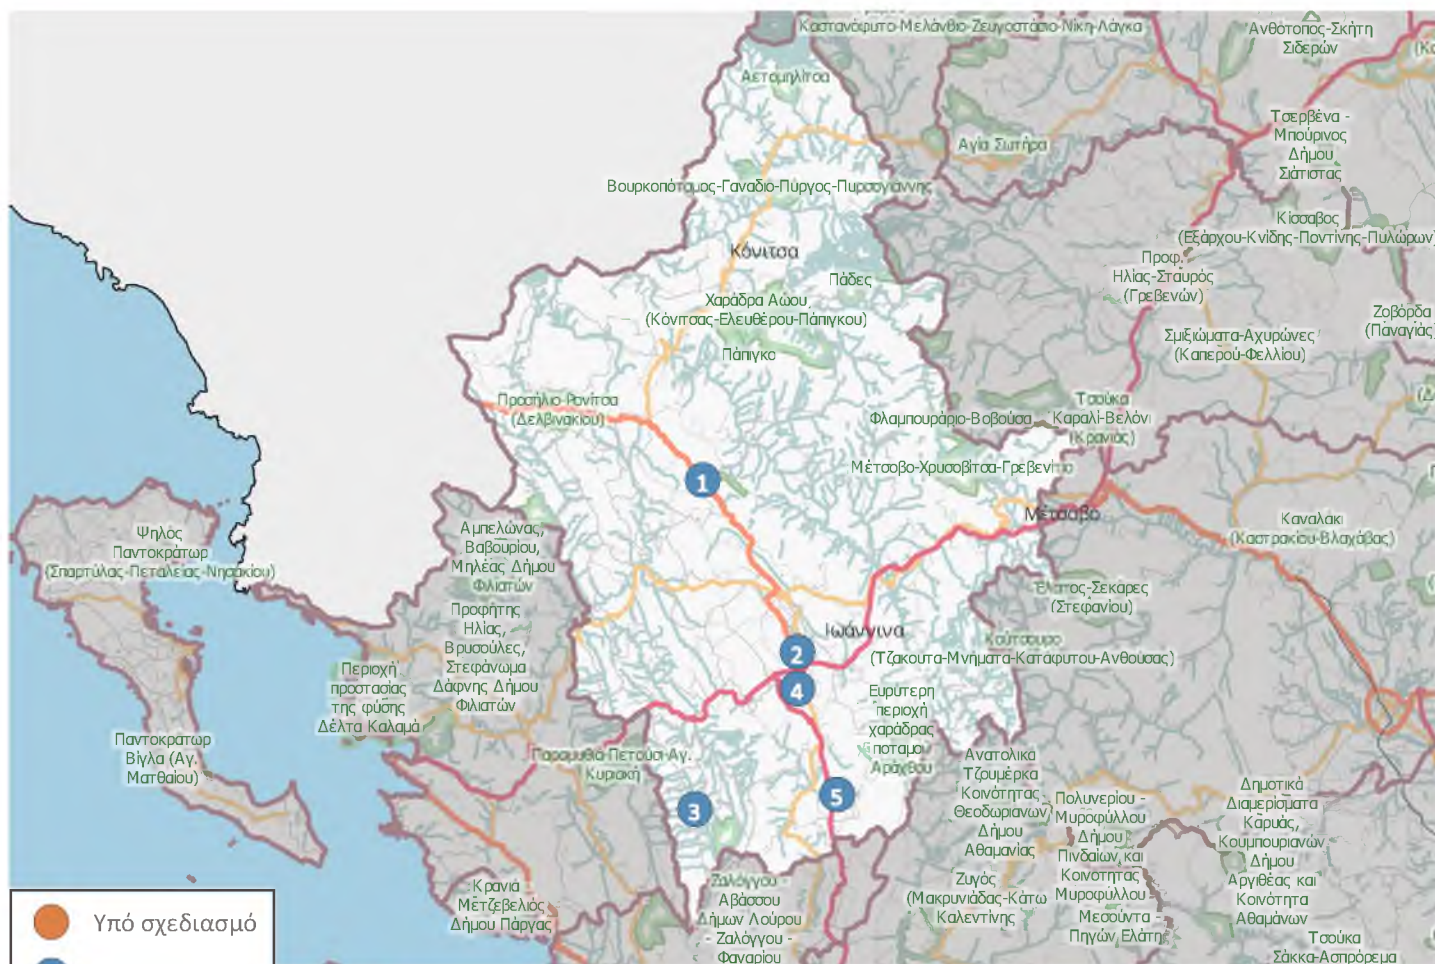 Καστανόφυτο-Μελάνθιο-Ζευγοστάσιο-Νίκη-Λάγκα
Ανθότοπος-Σκήτη
Σιδερών
Αετομηλίτσα
Τσερβένα -
Μπούρινος
Δήμου
Σιάτιστας
Αγία Σωτήρα
Βουρκοπόταμος-Γαναδιο-Πύργος-Πυρσογιάννης
Κίσσαβος
(Εξάρχου-Κνίδης-Ποντίνης-Πυλώρων)
Κόνιτσα
Προφ.
Ηλίας-Σταυρός
(Γρεβενών)
Πάδες
Χαράδρα Αώου
(Κόνιτσας-Ελευθέρου-Πάπιγκου)
Ζοβόρδα
(Παναγιάς)
Σμιξιώματα-Αχυρώνες
(Καπερού-Φελλίου)
Πάπιγκο
Προσήλιο-Ρονίτσα
(Δελβινακίου)
Τσούκα
Καραλί-Βελόνι
(Κρανιάς)
Φλαμπουράριο-Βοβούσα
Μέτσοβο-Χρυσοβίτσα-Γρεβενίτιο
1
Μέτσοβο
Καναλάκι
(Καστρακίου-Βλαχάβας)
Ψηλός
Παντοκράτωρ
(Σπαρτύλας-Πεταλείας-Νησακίου)
Αμπελώνας,
Βαβουρίου,
Μηλέας Δήμου
Φιλιατών
Προφήτης
Ηλίας,
Βρυσούλες,
Στεφάνωμα
Δάφνης Δήμου
Φιλιατών
Έλατος-Σεκάρες
(Στεφανίου)
Ιωάννινα
Κούτσουρο
(Τζακουτα-Μνήματα-Κατάφυτου-Ανθούσας)
2
4
Περιοχή
προστασίας
της φύσης
Δέλτα Καλαμά
Ευρύτερη
περιοχή
χαράδρας
ποταμού
Αράχθου
Παντοκράτωρ
Βίγλα (Αγ.
Ματθαίου)
Παραμυθιά-Πετούσι-Αγ.
Κυριακή
3
5
Ανατολικά
Τζουμέρκα
Κοινότητας
Θεοδωριανων
Δήμου
Αθαμανίας
Πολυνερίου -
Μυροφύλλου
Δήμου
Πινδαίων και
Κοινότητας
Μυροφύλλου
Δημοτικά
Διαμερίσματα
Καρυάς,
Κουμπουριανών
Δήμου
Αργιθέας και
Κοινότητα
Αθαμάνων
Κρανιά
Μετζεβελιός
Δήμου Πάργας
Ζαλόγγου -
Αβάσσου
Δήμων Λούρου
- Ζαλόγγου -
Φαναρίου
Ζυγός
(Μακρυνιάδας-Κάτω
Καλεντίνης
Μεσούντα -
Πηγών Ελάτη
Τσούκα
Σάκκα-Ασπρόρεμα
Υπό σχεδιασμό